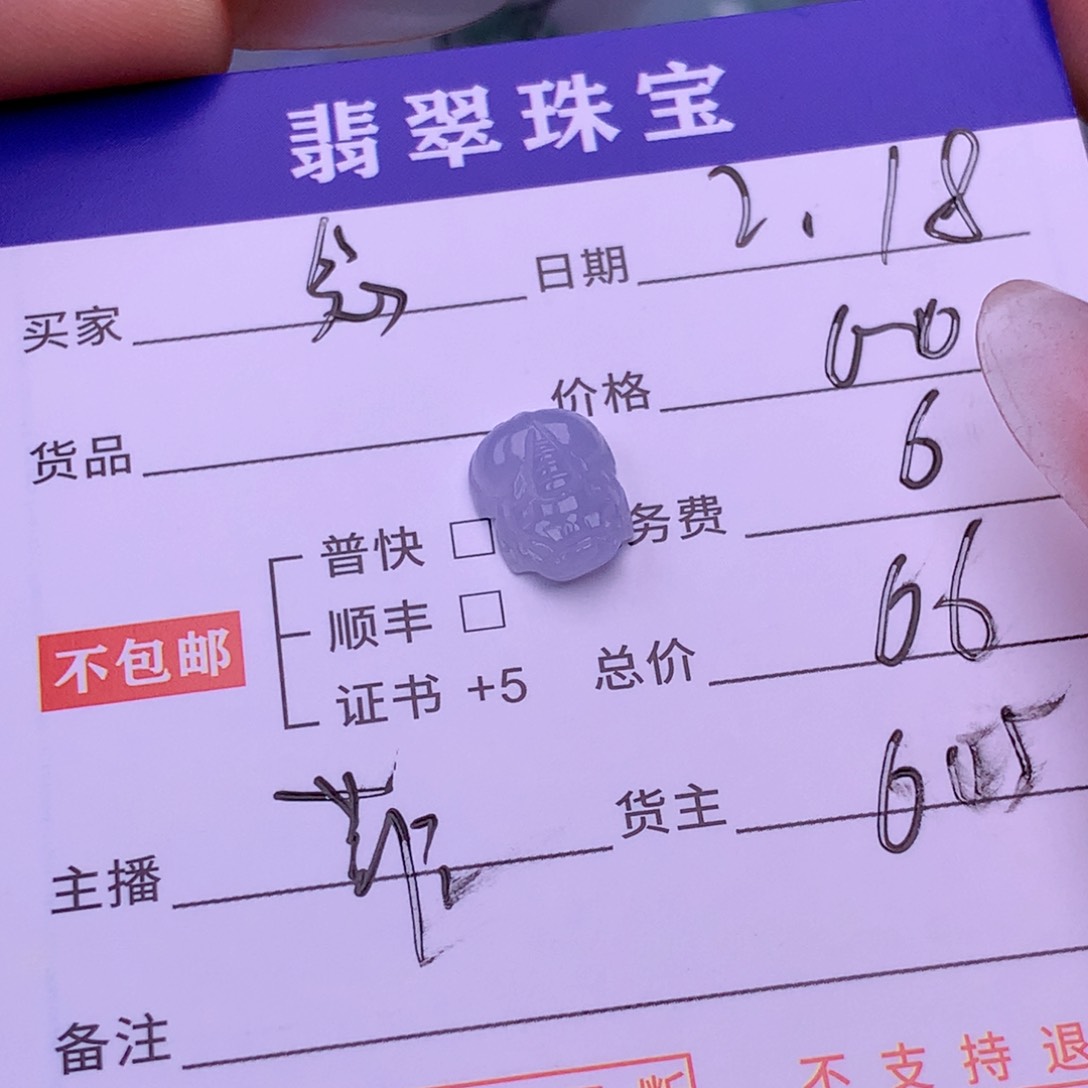 翡翠珠宝
买家 日期 2.18
货品 价格 60
普快 务费 6
顺丰
不包邮
证书 +5 总价 66
主播 货主
备注
不支持退